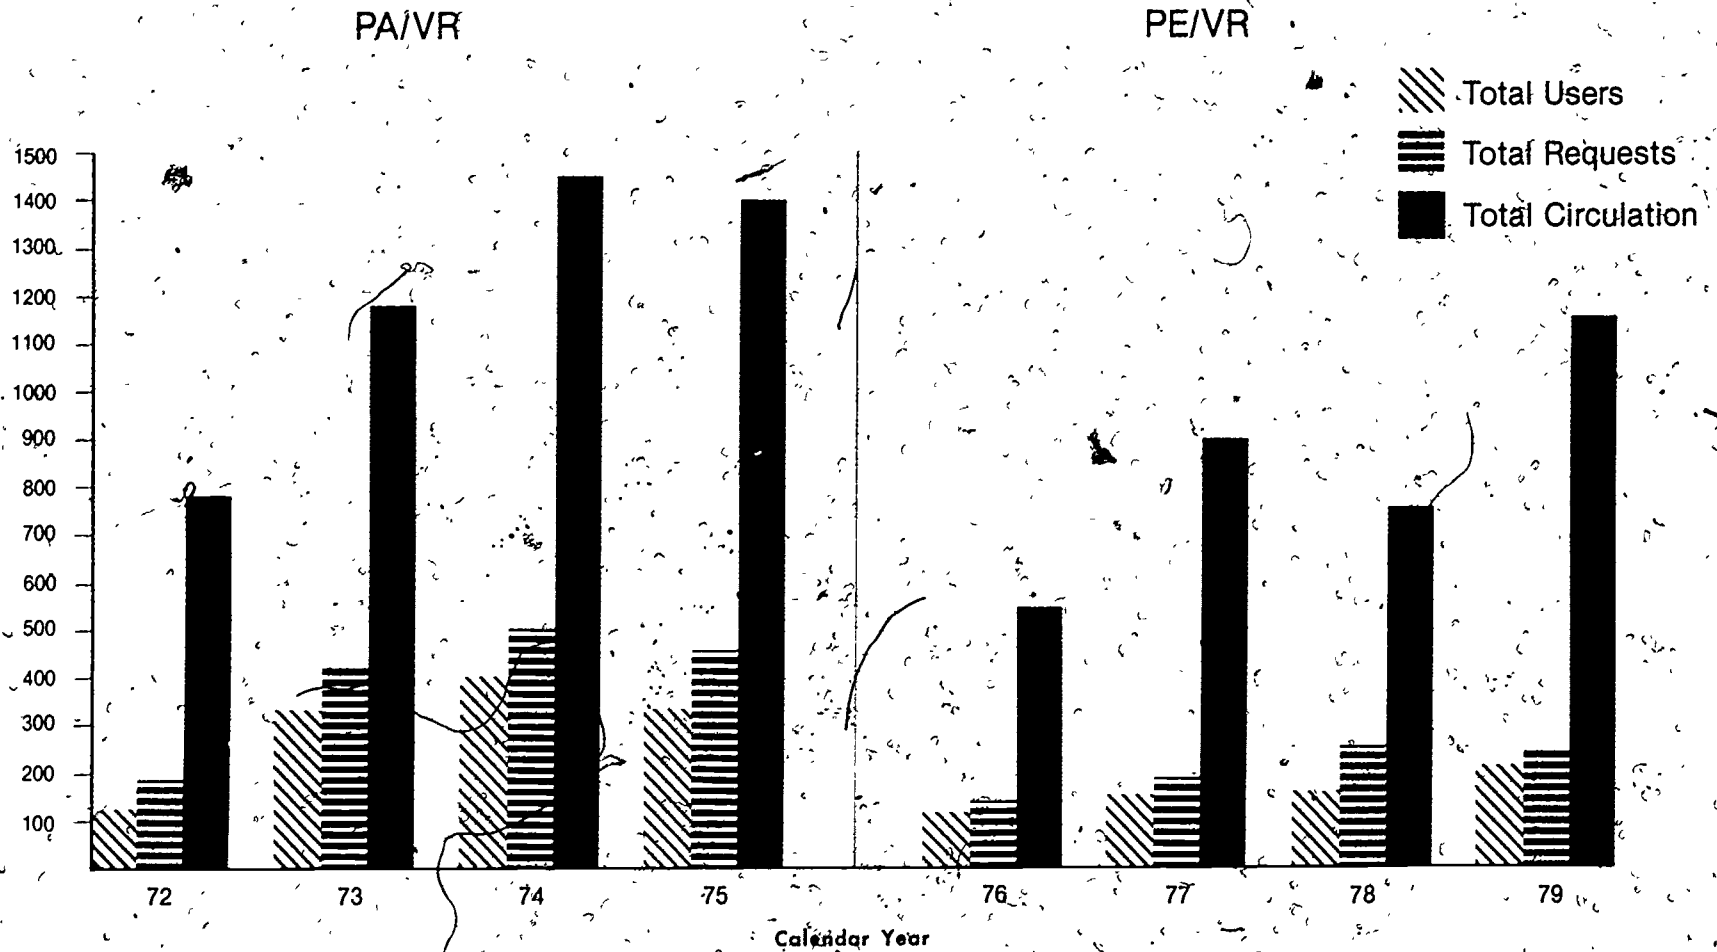 PA/VR
PE/VR
Total Users
Total Requests
Total Circulation
1500
1400
1300
1200
1100
1000
900
800
700
600
500
400
300
200
100
72 73 74 75 76 77 78 79
Calendar Year